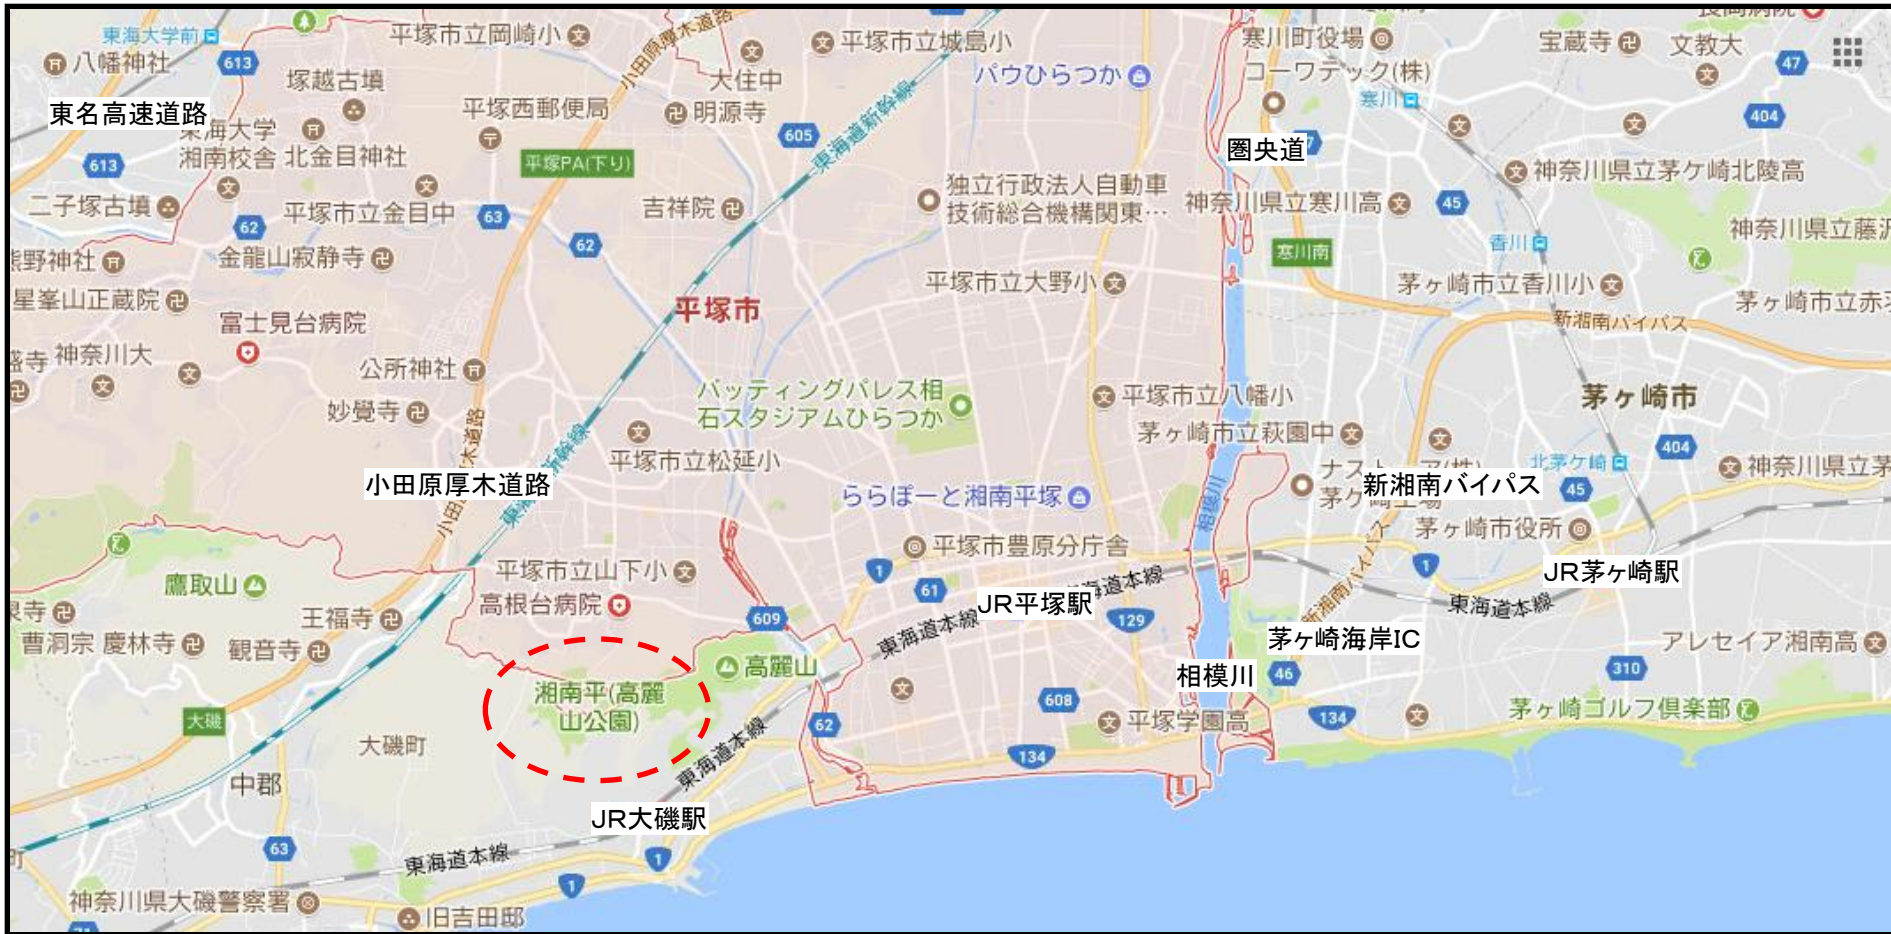 東海大学前
平塚市立岡崎小
小田原厚木道路
平塚市立城島小
寒川町役場
宝蔵寺
文教大
八幡神社
613
塚越古墳
大住中
パウひらつか
コーワテック(株)
47
東名高速道路
平塚西郵便局
明源寺
東海道新幹線
寒川
404
東海大学
湘南校舎
北金目神社
605
圏央道
613
平塚PA(下り)
神奈川県立茅ケ崎北陵高
二子塚古墳
平塚市立金目中
63
吉祥院
独立行政法人自動車
技術総合機構関東…
神奈川県立寒川高
45
62
62
香川
神奈川県立藤沢
熊野神社
金龍山寂静寺
寒川南
星峯山正蔵院
平塚市立大野小
茅ヶ崎市立香川小
平塚市
茅ヶ崎市立赤羽
富士見台病院
新湘南バイパス
盛寺
神奈川大
公所神社
バッティングパレス相
石スタジアムひらつか
平塚市立八幡小
茅ヶ崎市
妙覺寺
茅ヶ崎市立萩園中
404
平塚市立松延小
北茅ケ崎
神奈川県立茅
小田原厚木道路
ららぽーと湘南平塚
相模川
新湘南バイパス
45
茅ヶ崎市役所
平塚市豊原分庁舎
鷹取山
平塚市立山下小
1
61
東海道本線
JR平塚駅
1
JR茅ヶ崎駅
高根台病院
609
129
新湘南バイパス
東海道本線
王福寺
曹洞宗 慶林寺
観音寺
東海道本線
茅ヶ崎海岸IC
アレセイア湘南高
高麗山
相模川
46
310
湘南平(高麗
山公園)
608
大磯
62
平塚学園高
134
茅ヶ崎ゴルフ倶楽部
大磯町
東海道本線
134
中郡
JR大磯駅
63
東海道本線
1
1
神奈川県大磯警察署
旧吉田邸